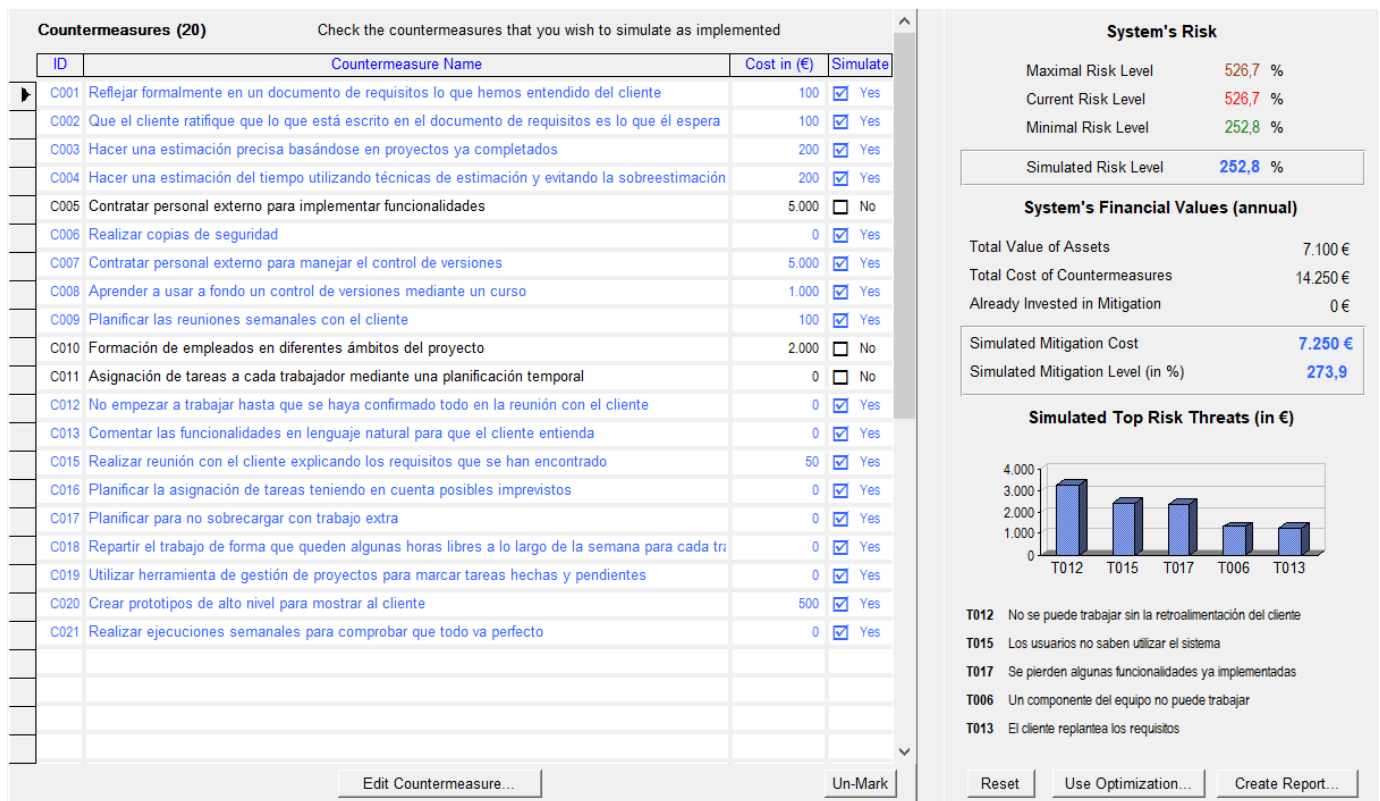 Countermeasures (20) Check the countermeasures that you wish to simulate as implemented
ID Countermeasure Name Cost in (€) Simulate
C001 Reflejar formalmente en un documento de requisitos lo que hemos entendido del cliente 100 Yes
C002 Que el cliente ratifique que lo que está escrito en el documento de requisitos es lo que él espera 100 Yes
C003 Hacer una estimación precisa basándose en proyectos ya completados 200 Yes
C004 Hacer una estimación del tiempo utilizando técnicas de estimación y evitando la sobreestimación 200 Yes
C005 Contratar personal externo para implementar funcionalidades 5.000 No
C006 Realizar copias de seguridad 0 Yes
C007 Contratar personal externo para manejar el control de versiones 5.000 Yes
C008 Aprender a usar a fondo un control de versiones mediante un curso 1.000 Yes
C009 Planificar las reuniones semanales con el cliente 100 Yes
C010 Formación de empleados en diferentes ámbitos del proyecto 2.000 No
C011 Asignación de tareas a cada trabajador mediante una planificación temporal 0 No
C012 No empezar a trabajar hasta que se haya confirmado todo en la reunión con el cliente 0 Yes
C013 Comentar las funcionalidades en lenguaje natural para que el cliente entienda 0 Yes
C015 Realizar reunión con el cliente explicando los requisitos que se han encontrado 50 Yes
C016 Planificar la asignación de tareas teniendo en cuenta posibles imprevistos 0 Yes
C017 Planificar para no sobrecargar con trabajo extra 0 Yes
C018 Repartir el trabajo de forma que queden algunas horas libres a lo largo de la semana para cada tra 0 Yes
C019 Utilizar herramienta de gestión de proyectos para marcar tareas hechas y pendientes 0 Yes
C020 Crear prototipos de alto nivel para mostrar al cliente 500 Yes
C021 Realizar ejecuciones semanales para comprobar que todo va perfecto 0 Yes
Edit Countermeasure... Un-Mark
System's Risk
Maximal Risk Level 526,7 %
Current Risk Level 526,7 %
Minimal Risk Level 252,8 %
Simulated Risk Level 252,8 %
System's Financial Values (annual)
Total Value of Assets 7.100 €
Total Cost of Countermeasures 14.250 €
Already Invested in Mitigation 0 €
Simulated Mitigation Cost 7.250 €
Simulated Mitigation Level (in %) 273,9
Simulated Top Risk Threats (in €)
4.000
3.000
2.000
1.000
0
T012 T015 T017 T006 T013
T012 No se puede trabajar sin la retroalimentación del cliente
T015 Los usuarios no saben utilizar el sistema
T017 Se pierden algunas funcionalidades ya implementadas
T006 Un componente del equipo no puede trabajar
T013 El cliente replantea los requisitos
Reset Use Optimization... Create Report...